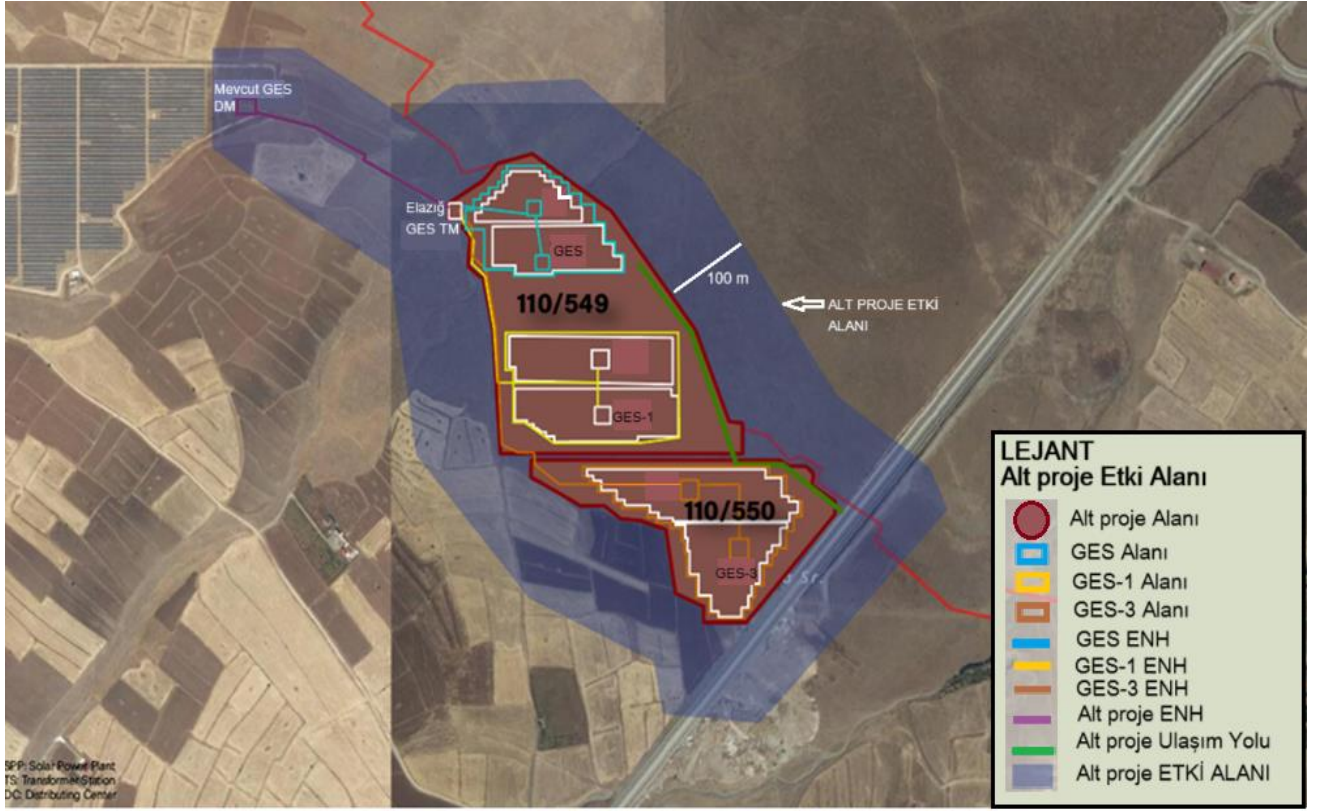 Mevcut GES
DM
Elazığ
GES TM
GES
110/549
100 m
ALT PROJE ETKİ
ALANI
GES-1
110/550
GES-3
Sr.
LEJANT
Alt proje Etki Alanı
Alt proje Alanı
GES Alanı
GES-1 Alanı
GES-3 Alanı
GES ENH
GES-1 ENH
GES-3 ENH
Alt proje ENH
Alt proje Ulaşım Yolu
Alt proje ETKİ ALANI
SPP: Solar Power Plant
TS: Transformer Station
DC: Distributing Center